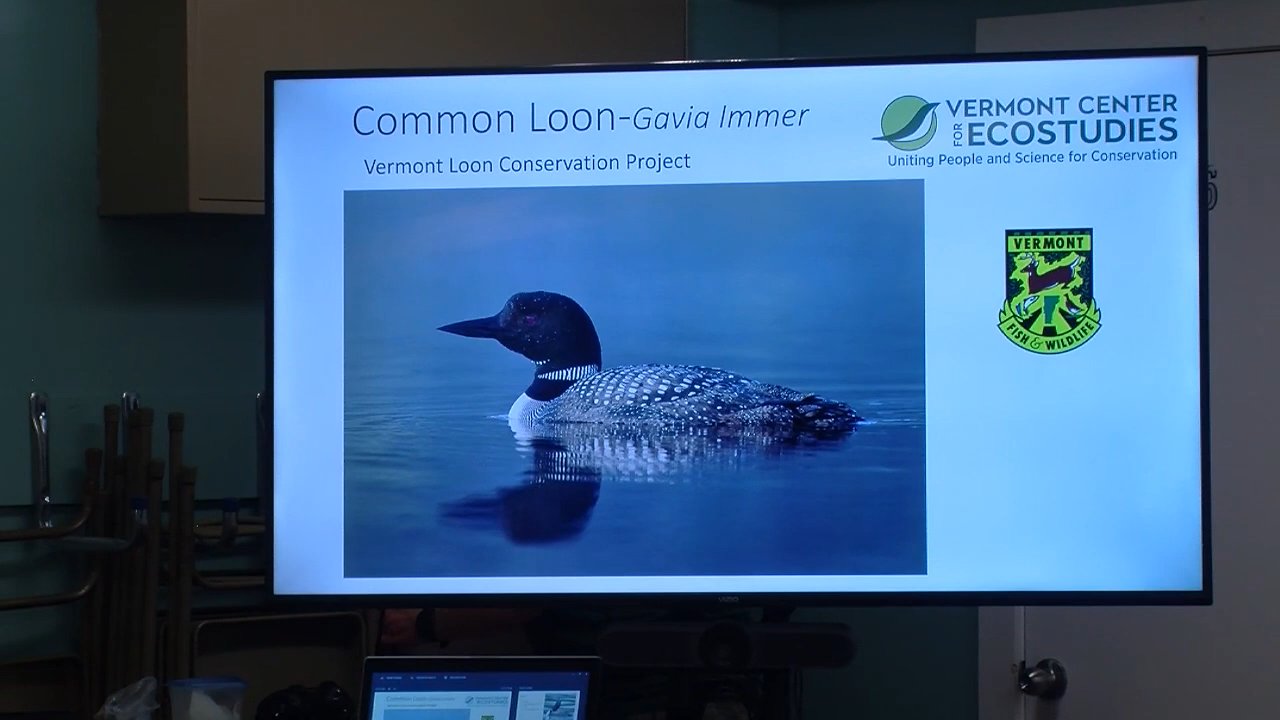 Common Loon-Gavia Immer
Vermont Loon Conservation Project
VERMONT CENTER
FOR ECOSTUDIES
Uniting People and Science for Conservation
VERMONT
FISH & WILDLIFE
VIZIO